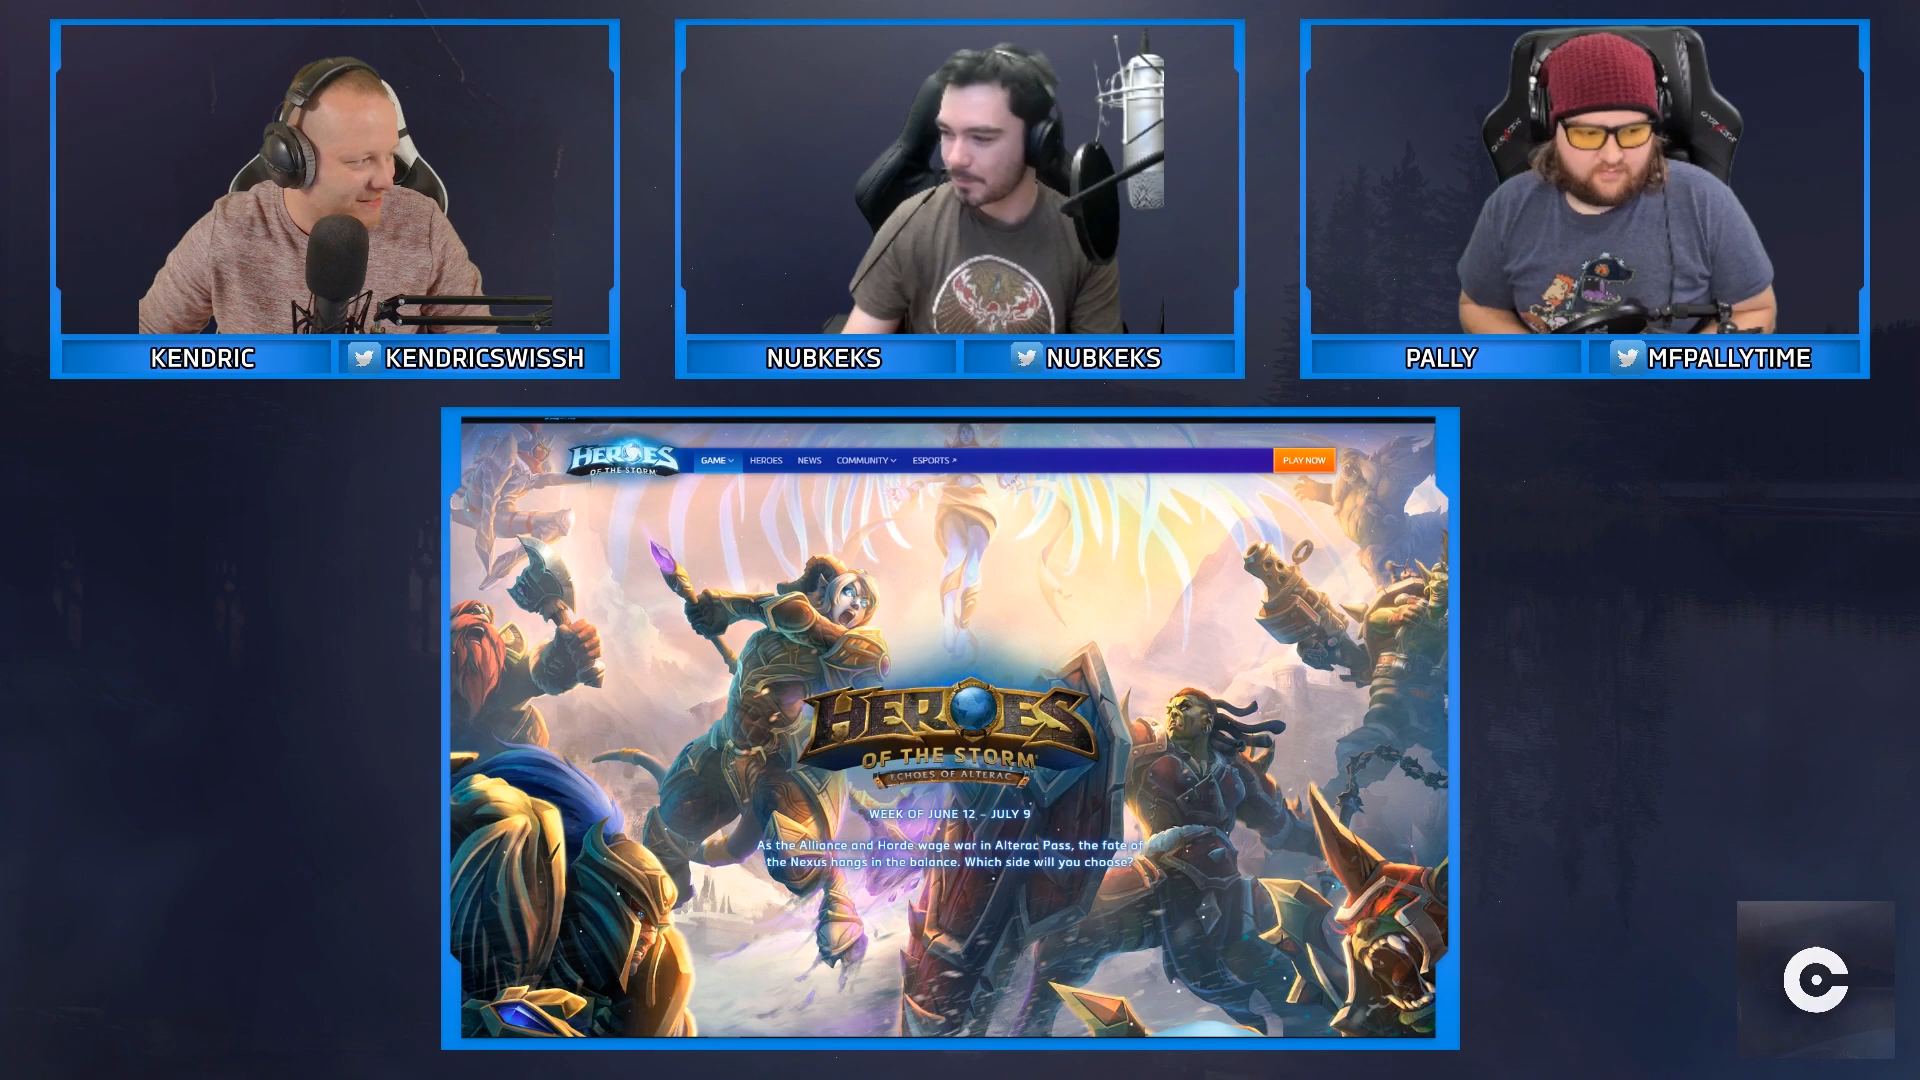 KENDRIC
KENDRICSWISSH
NUBKEKS
NUBKEKS
PALLY
MFPALLYTIME
HEROES
OF THE STORM
GAME
HEROES
NEWS
COMMUNITY
ESPORTS
PLAY NOW
HEROES
OF THE STORM
ECHOES OF ALTERAC
WEEK OF JUNE 12 – JULY 9
As the Alliance and Horde wage war in Alterac Pass, the fate of
the Nexus hangs in the balance. Which side will you choose?